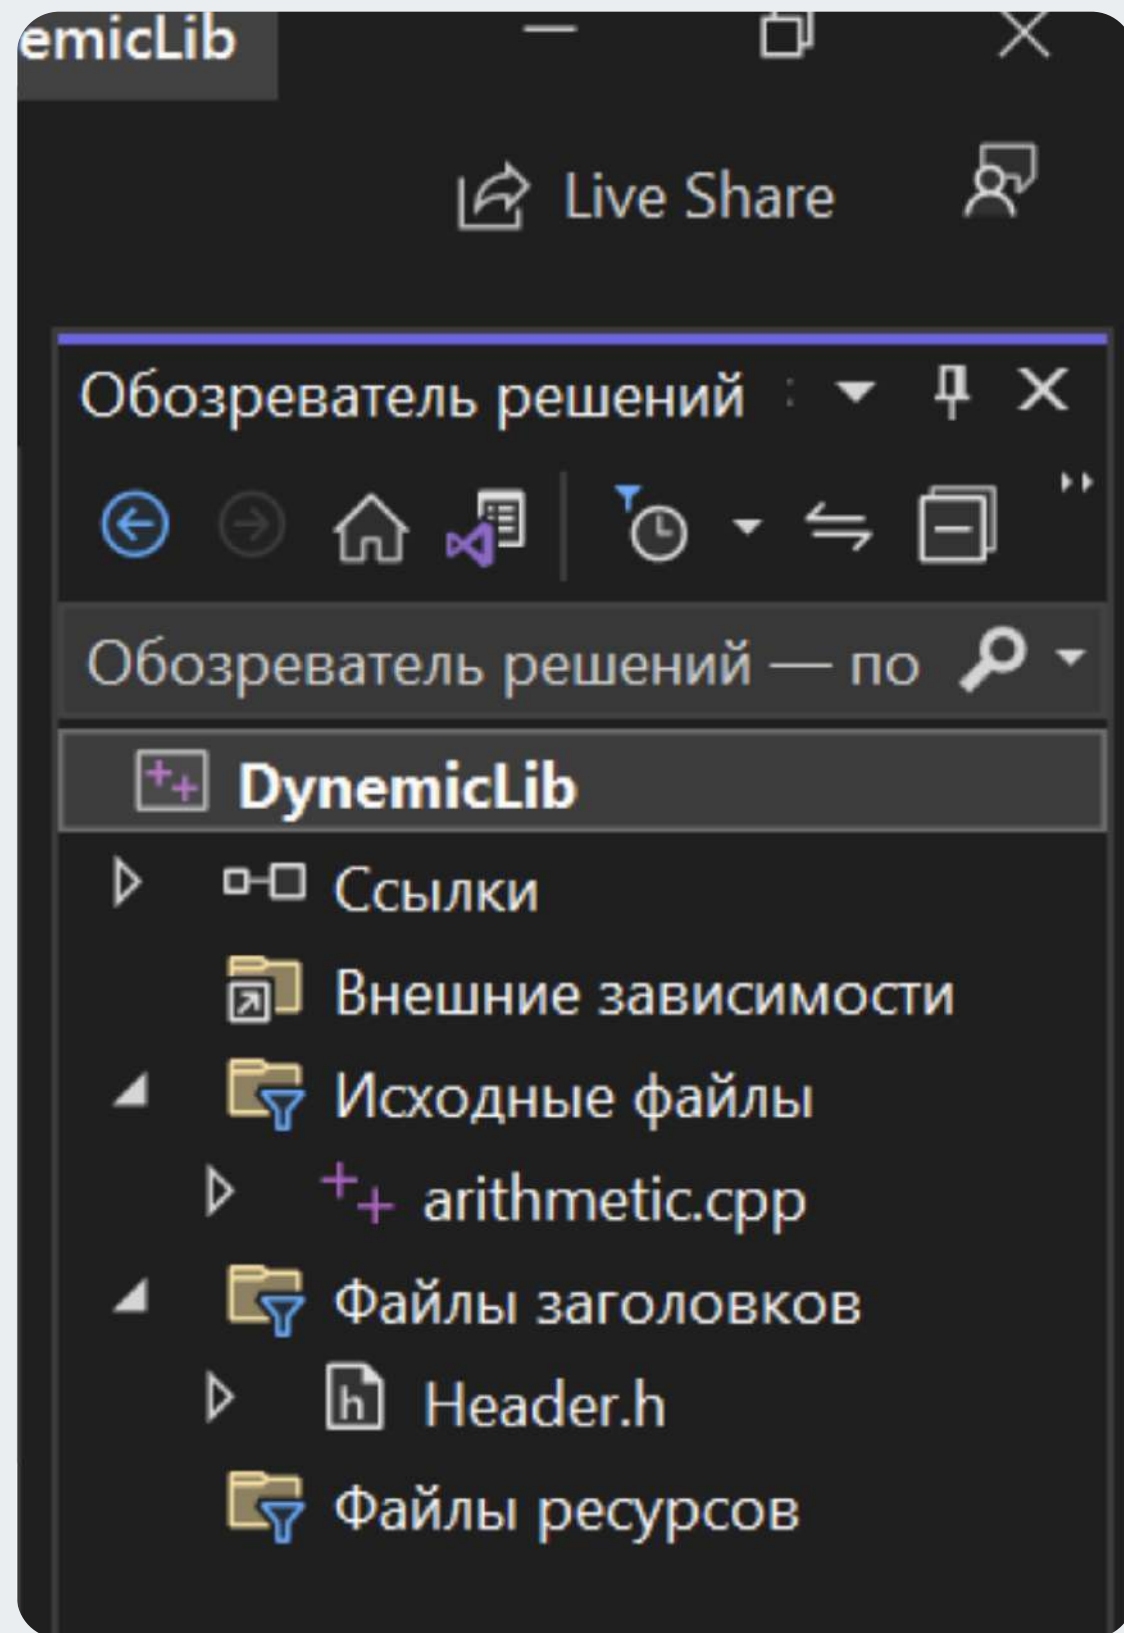 emicLib
Live Share
Обозреватель решений
Обозреватель решений — по
DynemicLib
Ссылки
Внешние зависимости
Исходные файлы
arithmetic.cpp
Файлы заголовков
Header.h
Файлы ресурсов